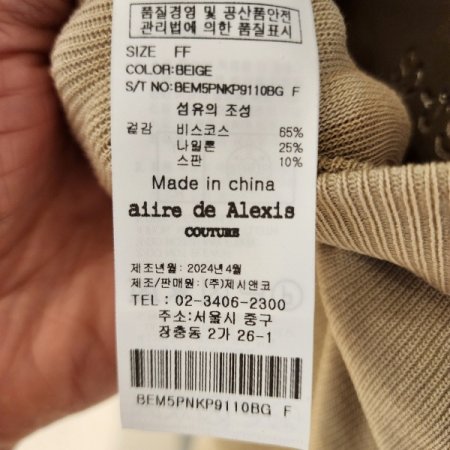 품질경영 및 공산품안전
관리법에 의한 품질표시
SIZE FF
COLOR:BEIGE
S/T NO:BEM5PNKP9110BG F
섬유의 조성
겉감 비스코스 65%
나일론 25%
스판 10%
Made in china
aiire de Alexis
COUTURE
제조년월: 2024년4월
제조/판매원: (주)제시앤코
TEL: 02-3406-2300
주소:서울시 중구
장충동 2가 26-1
BEM5PNKP9110BG F